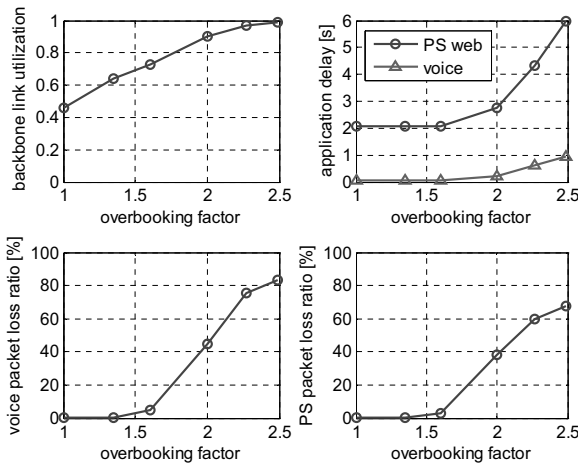 backbone link utilization
1
0.8
0.6
0.4
0.2
0
1 1.5 2 2.5
overbooking factor
application delay [s]
6
5
4
3
2
1
0
PS web
voice
1 1.5 2 2.5
overbooking factor
voice packet loss ratio [%]
100
80
60
40
20
0
1 1.5 2 2.5
overbooking factor
PS packet loss ratio [%]
100
80
60
40
20
0
1 1.5 2 2.5
overbooking factor